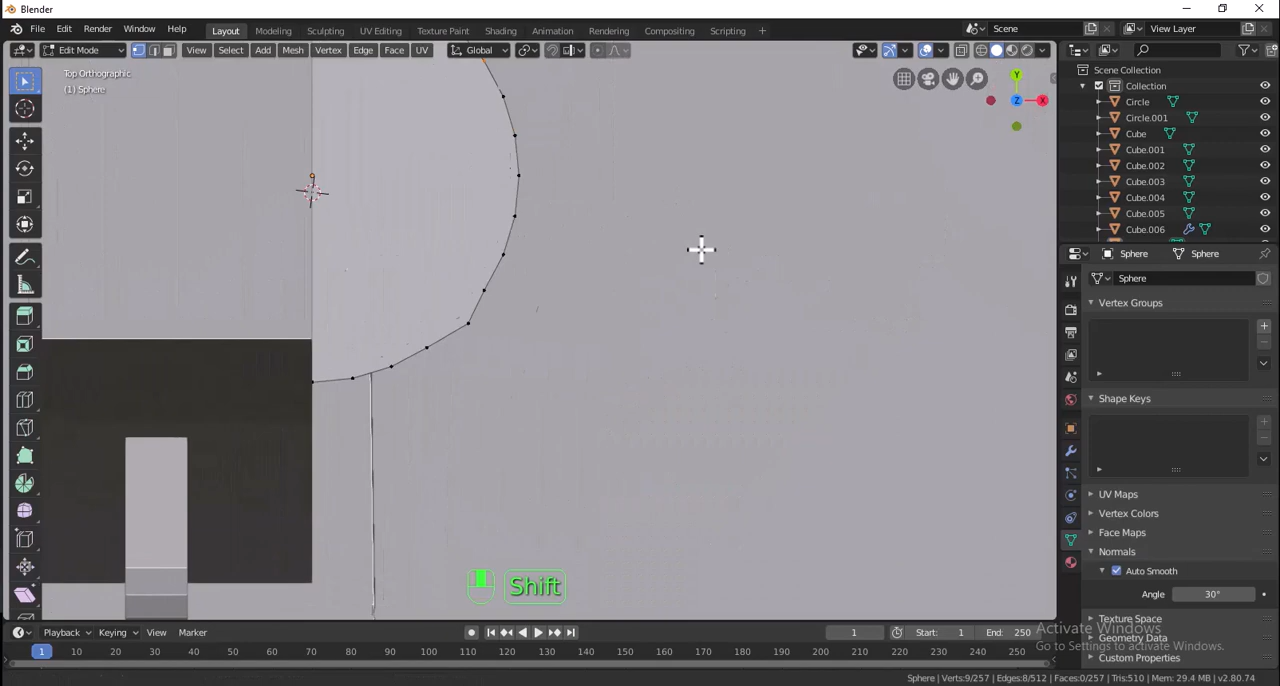 Blender
File Edit Render Window Help Layout Modeling Sculpting UV Editing Texture Paint Shading Animation Rendering Compositing Scripting + Scene View Layer
Edit Mode View Select Add Mesh Vertex Edge Face UV Global
Top Orthographic
(1) Sphere
Y
Z
X
Scene Collection
Collection
Circle
Circle.001
Cube
Cube.001
Cube.002
Cube.003
Cube.004
Cube.005
Cube.006
Sphere Sphere
Sphere
Vertex Groups
Shape Keys
UV Maps
Vertex Colors
Face Maps
Normals
Auto Smooth
Angle 30°
Texture Space
Geometry Data
Custom Properties
Shift
Activate Windows
Go to Settings to activate Windows.
Playback Keying View Marker 1 Start: 1 End: 250
1 10 20 30 40 50 60 70 80 90 100 110 120 130 140 150 160 170 180 190 200 210 220 230 240 250
Sphere | Verts:9/257 | Edges:8/512 | Faces:0/257 | Tris:510 | Mem: 29.4 MB | v2.80.74